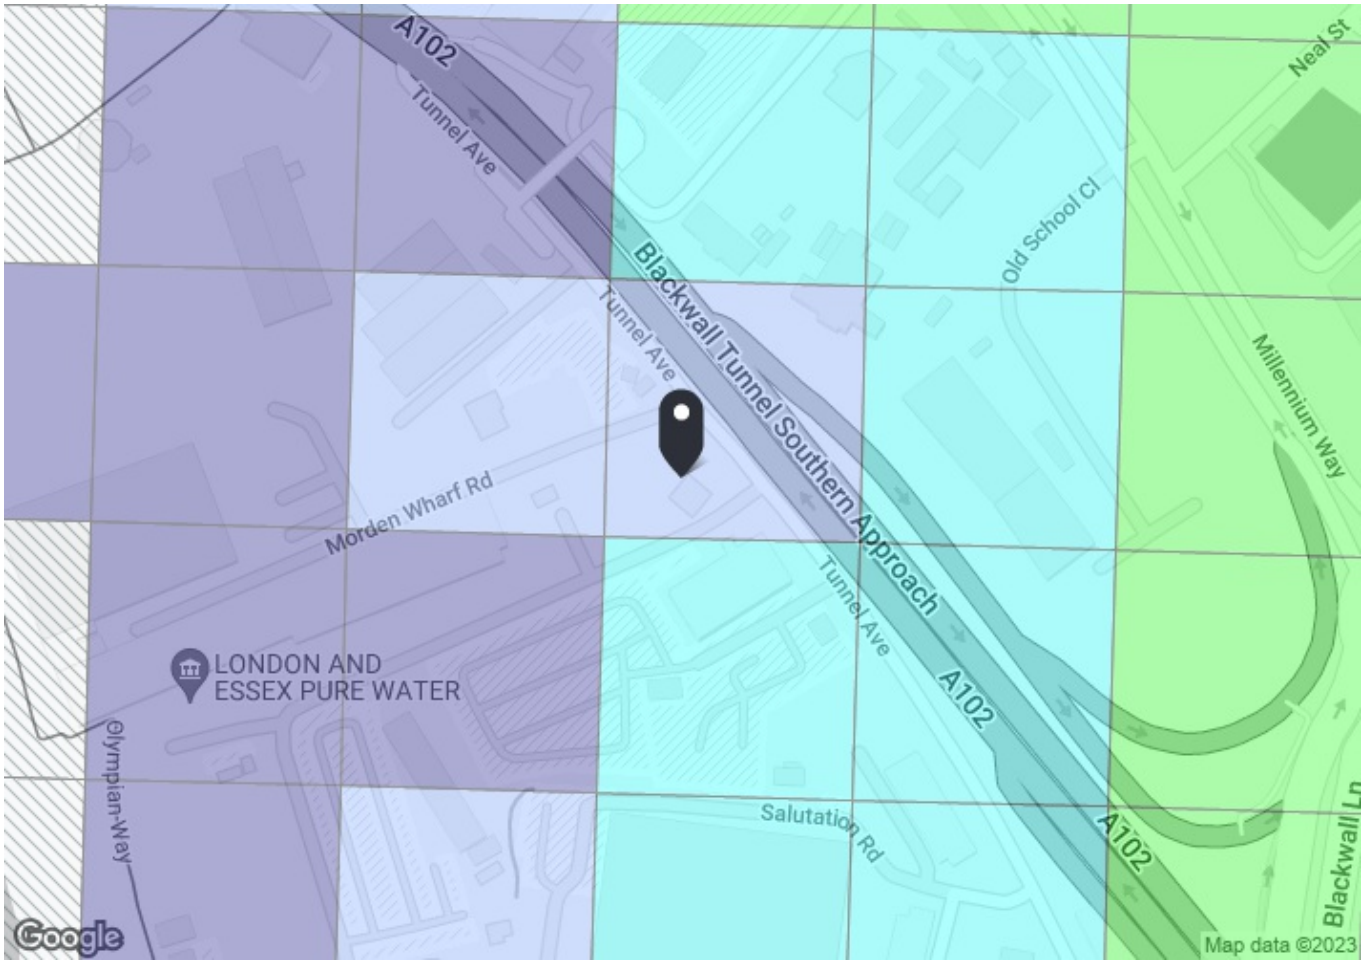 A102
Tunnel Ave
Neal St
Old School Cl
Blackwall Tunnel Southern Approach
Tunnel Ave
Millennium Way
Morden Wharf Rd
Tunnel Ave
LONDON AND
ESSEX PURE WATER
A102
Olympian-Way
Salutation Rd
A102
Blackwall Ln
Google
Map data ©2023